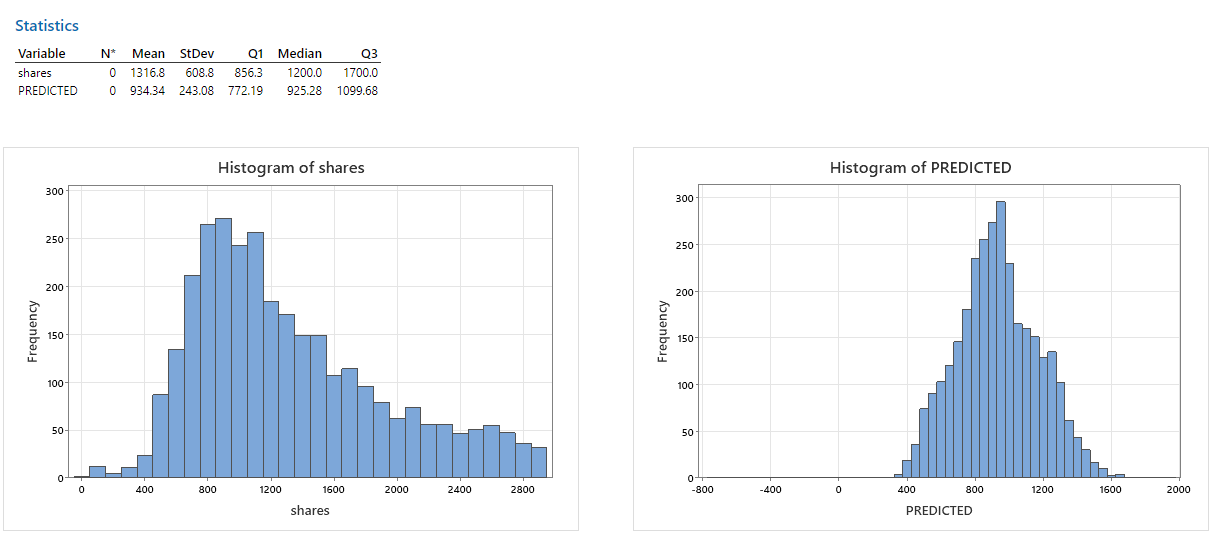 Statistics
Variable N* Mean StDev Q1 Median Q3
shares 0 1316.8 608.8 856.3 1200.0 1700.0
PREDICTED 0 934.34 243.08 772.19 925.28 1099.68
Histogram of shares
300
250
200
150
100
50
0
Frequency
0 400 800 1200 1600 2000 2400 2800
shares
Histogram of PREDICTED
300
250
200
150
100
50
0
Frequency
-800 -400 0 400 800 1200 1600 2000
PREDICTED